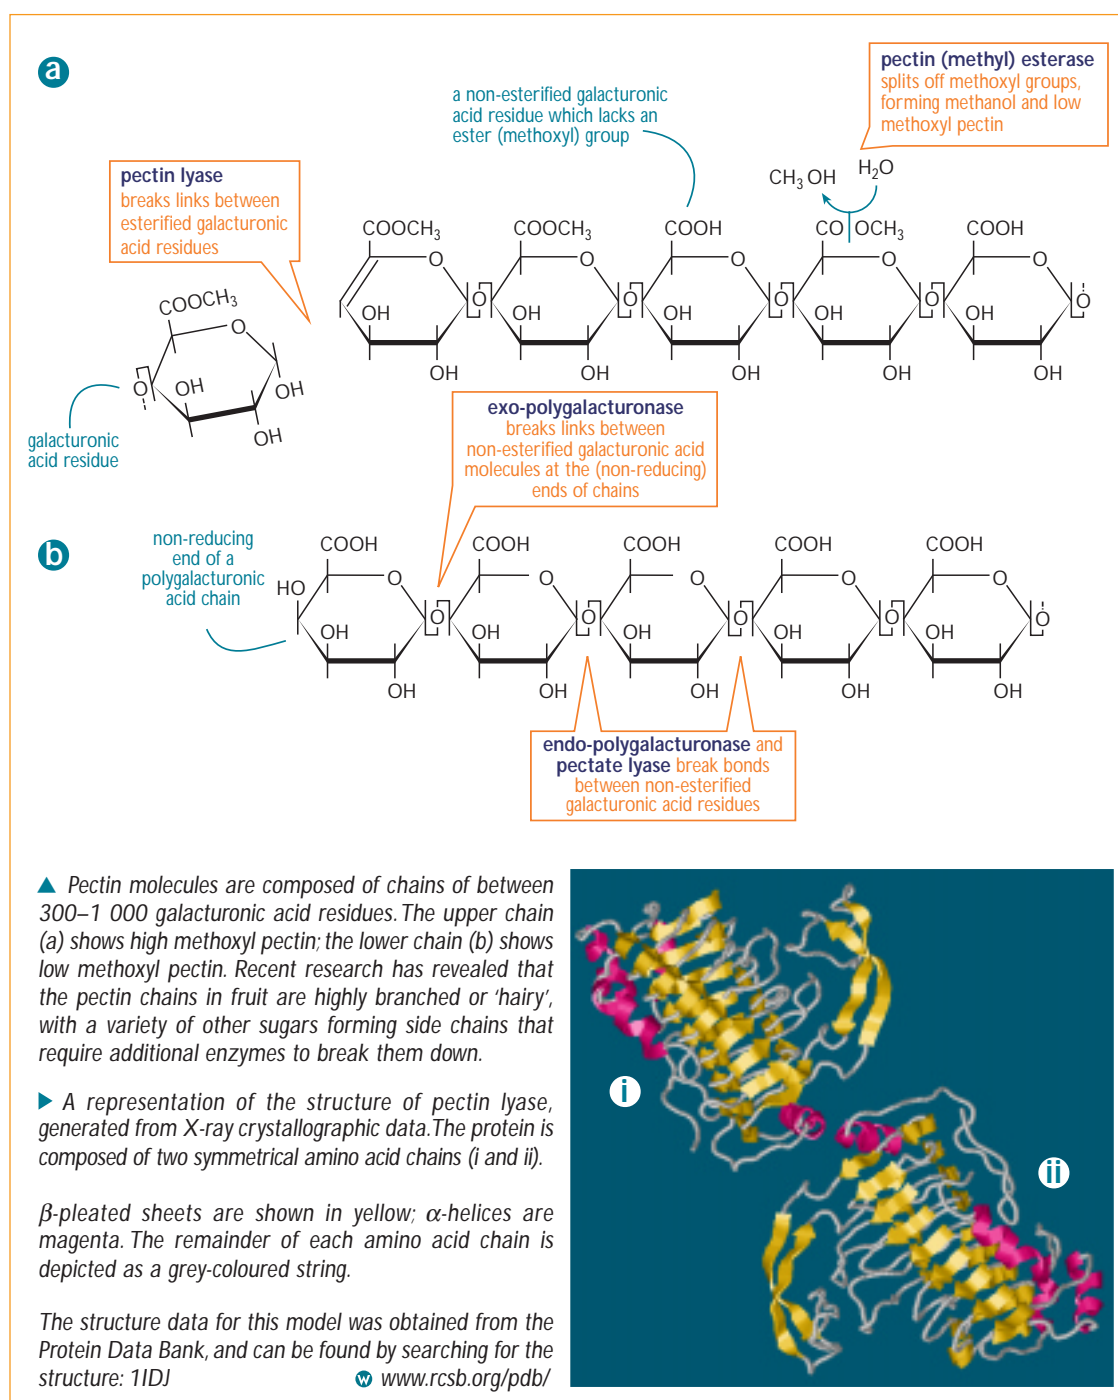 a
pectin (methyl) esterase
splits off methoxyl groups,
forming methanol and low
methoxyl pectin
a non-esterified galacturonic
acid residue which lacks an
ester (methoxyl) group
pectin lyase
breaks links between
esterified galacturonic
acid residues
CH3 OH
H2O
COOCH3
COOCH3
COOH
CO OCH3
COOH
O
O
O
O
O
O
O
O
O
O
OH
OH
OH
OH
OH
OH
OH
OH
OH
OH
COOCH3
O
O
OH
OH
OH
galacturonic
acid residue
exo-polygalacturonase
breaks links between
non-esterified galacturonic acid
molecules at the (non-reducing)
ends of chains
b
non-reducing
end of a
polygalacturonic
acid chain
COOH
COOH
COOH
COOH
COOH
HO
O
O
O
O
O
O
O
O
O
O
OH
OH
OH
OH
OH
OH
OH
OH
OH
OH
endo-polygalacturonase and
pectate lyase break bonds
between non-esterified
galacturonic acid residues
▲ Pectin molecules are composed of chains of between
300–1 000 galacturonic acid residues. The upper chain
(a) shows high methoxyl pectin; the lower chain (b) shows
low methoxyl pectin. Recent research has revealed that
the pectin chains in fruit are highly branched or ‘hairy’,
with a variety of other sugars forming side chains that
require additional enzymes to break them down.
▶ A representation of the structure of pectin lyase,
generated from X-ray crystallographic data. The protein is
composed of two symmetrical amino acid chains (i and ii).
β-pleated sheets are shown in yellow; α-helices are
magenta. The remainder of each amino acid chain is
depicted as a grey-coloured string.
The structure data for this model was obtained from the
Protein Data Bank, and can be found by searching for the
structure: 1IDJ W www.rcsb.org/pdb/
i
ii